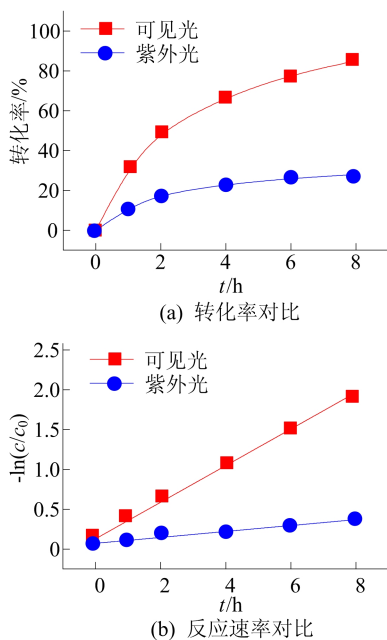 100
80
60
40
20
0
转化率/%
可见光
紫外光
0 2 4 6 8
t/h
(a) 转化率对比
2.5
2.0
1.5
1.0
0.5
0
-ln(c/c₀)
可见光
紫外光
0 2 4 6 8
t/h
(b) 反应速率对比